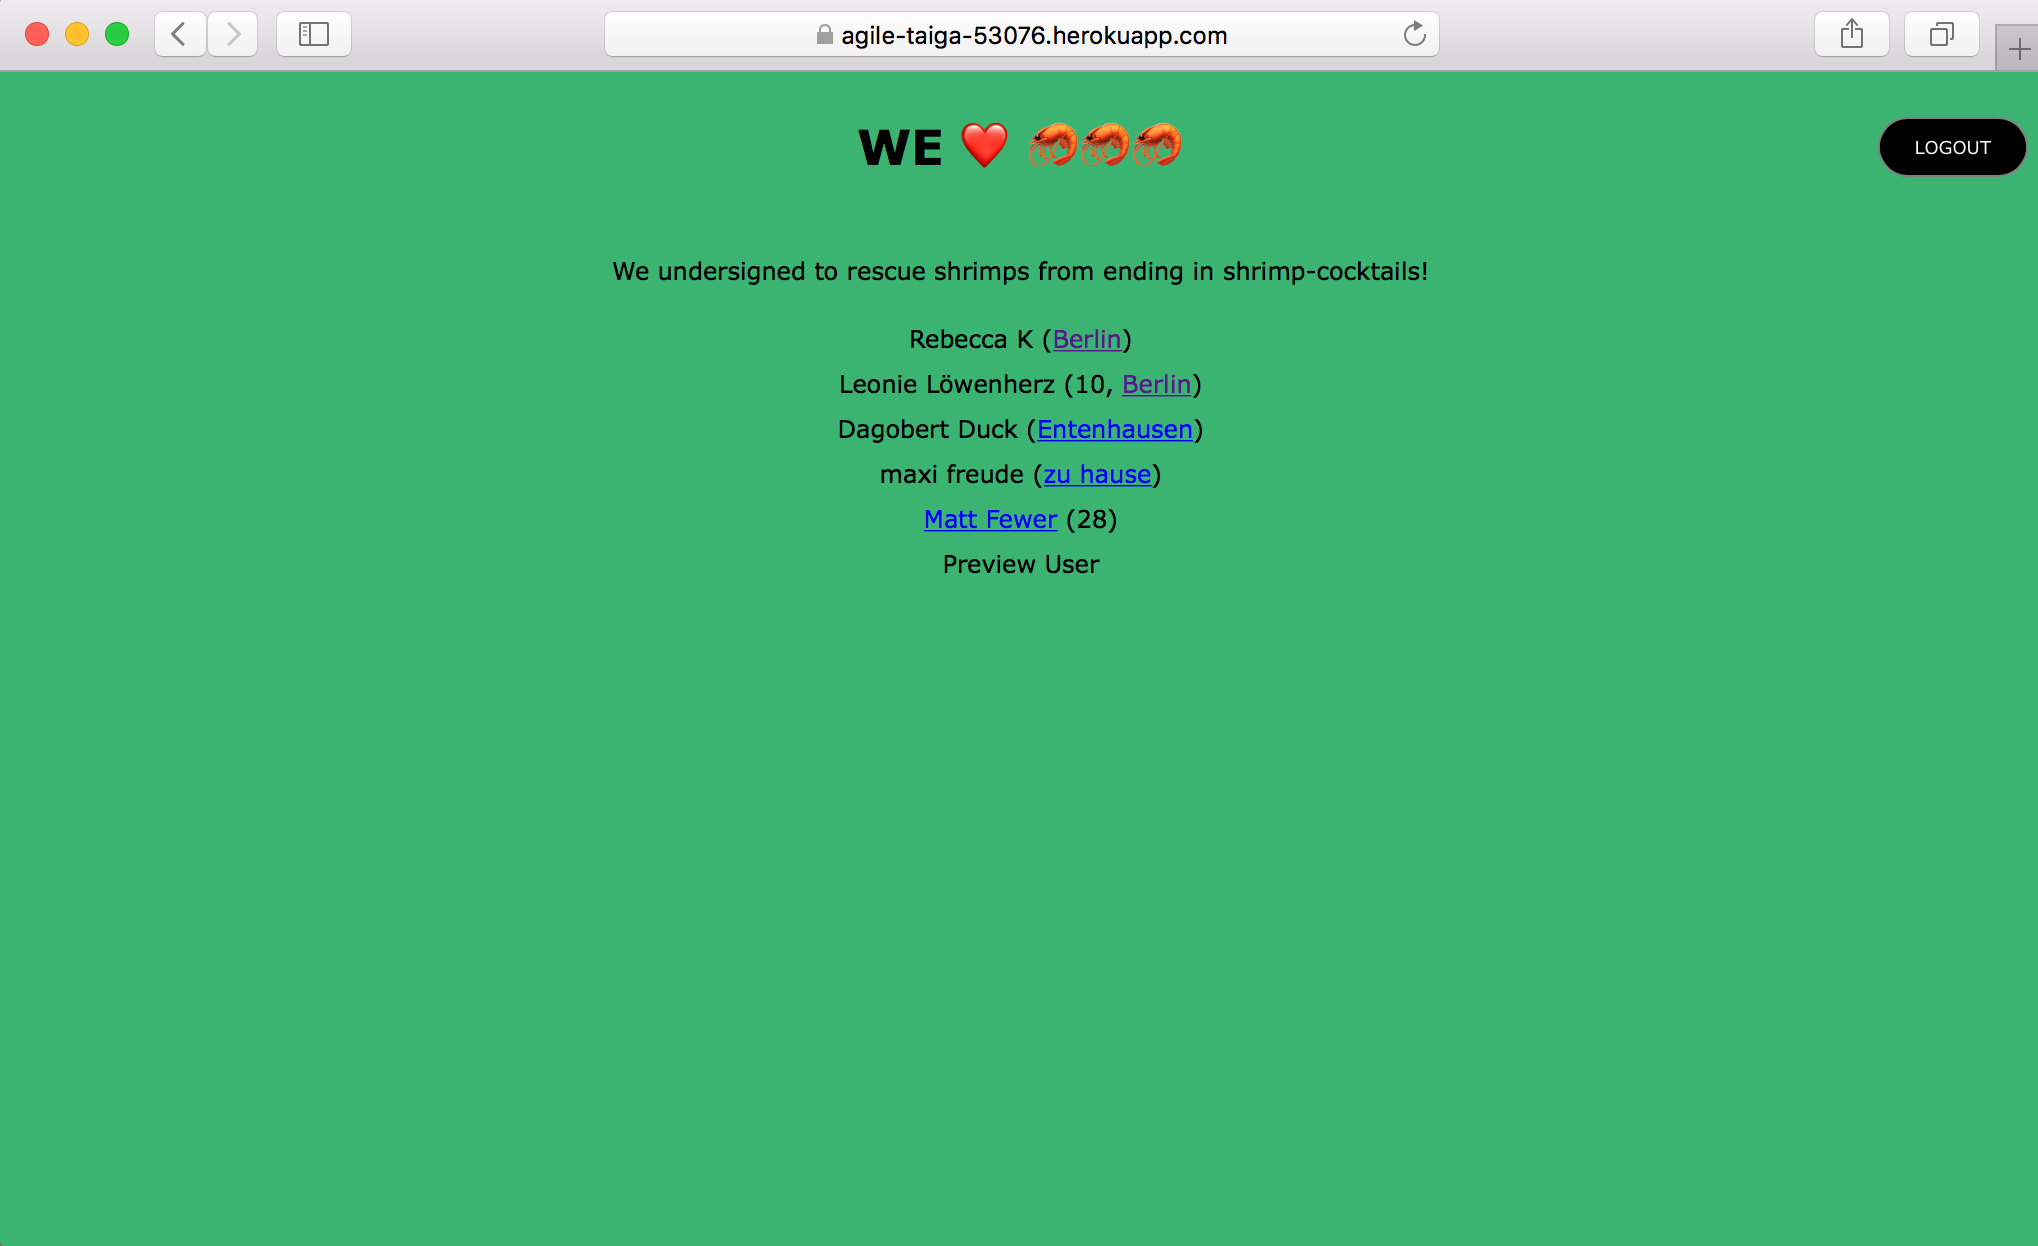 agile-taiga-53076.herokuapp.com
WE ❤️ 🦐🦐🦐
LOGOUT
We undersigned to rescue shrimps from ending in shrimp-cocktails!
Rebecca K (Berlin)
Leonie Löwenherz (10, Berlin)
Dagobert Duck (Entenhausen)
maxi freude (zu hause)
Matt Fewer (28)
Preview User